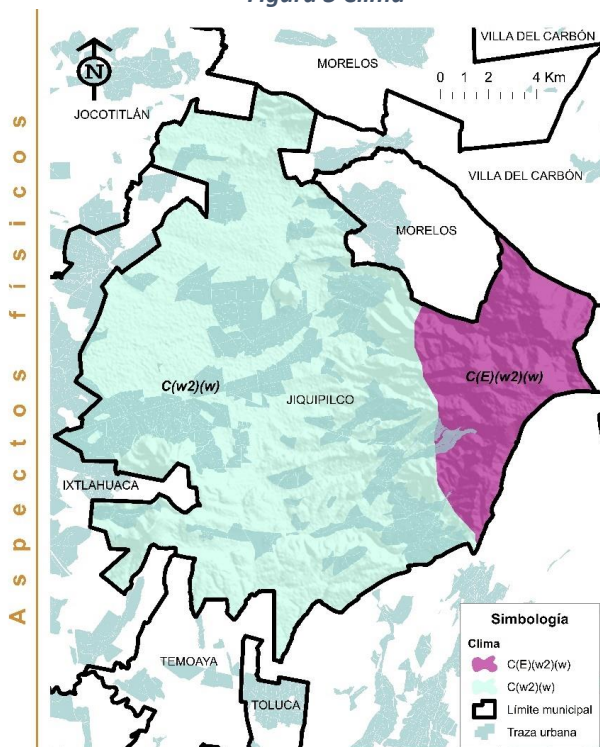 Figura 3 Clima
Aspectos físicos
N
VILLA DEL CARBÓN
MORELOS
0 1 2 4 Km
JOCOTITLÁN
VILLA DEL CARBÓN
MORELOS
C(w2)(w)
C(E)(w2)(w)
JIQUIPILCO
IXTLAHUACA
TEMOAYA
TOLUCA
Simbología
Clima
C(E)(w2)(w)
C(w2)(w)
Límite municipal
Traza urbana